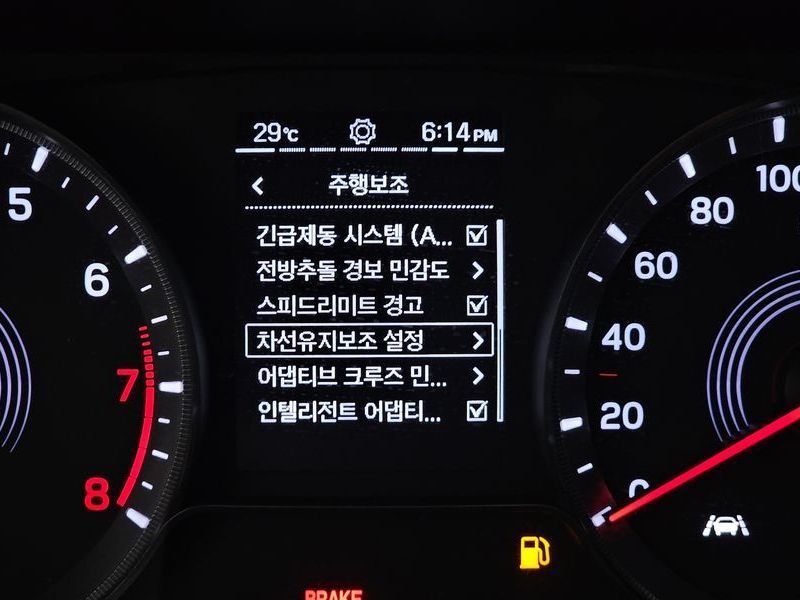 29℃
6:14 PM
주행보조
긴급제동 시스템 (A...
전방추돌 경보 민감도
스피드리미트 경고
차선유지보조 설정
어댑티브 크루즈 민...
인텔리전트 어댑티...
5
6
7
8
100
80
60
40
20
0
BRAKE